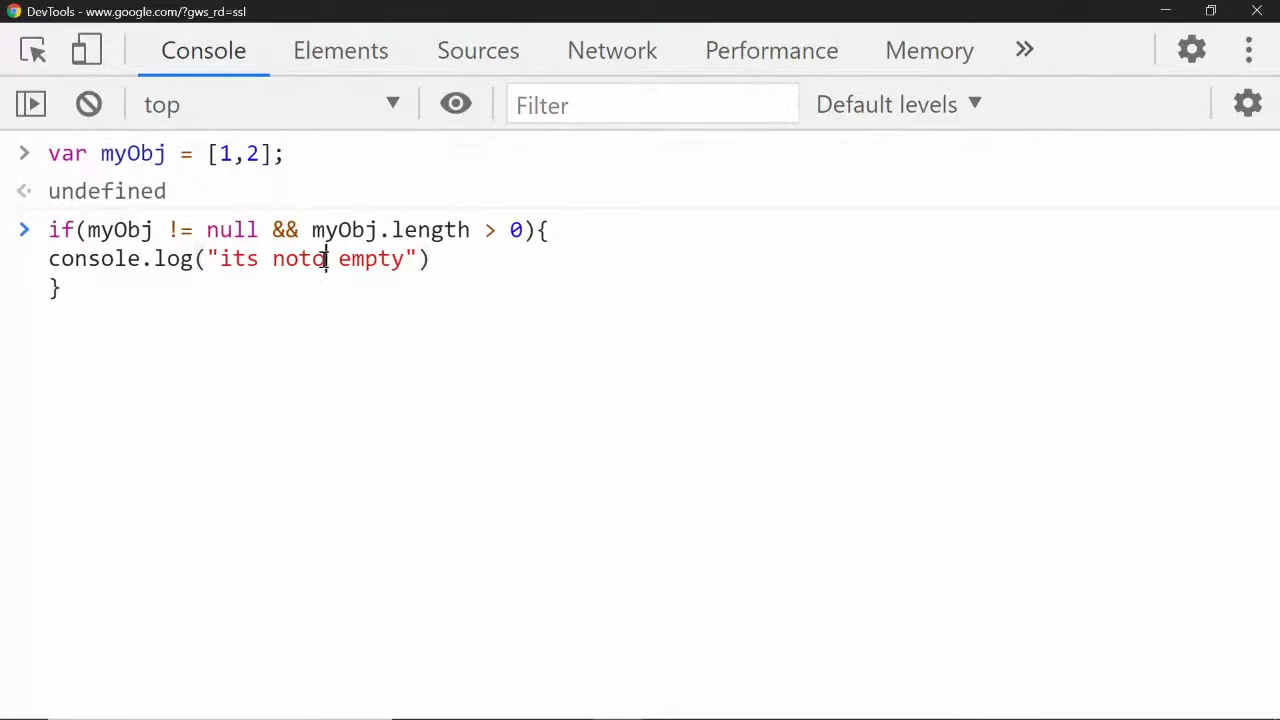 DevTools - www.google.com/?gws_rd=ssl
Console Elements Sources Network Performance Memory »
top Filter Default levels
> var myObj = [1,2];
undefined
> if(myObj != null && myObj.length > 0){
console.log("its noto empty")
}